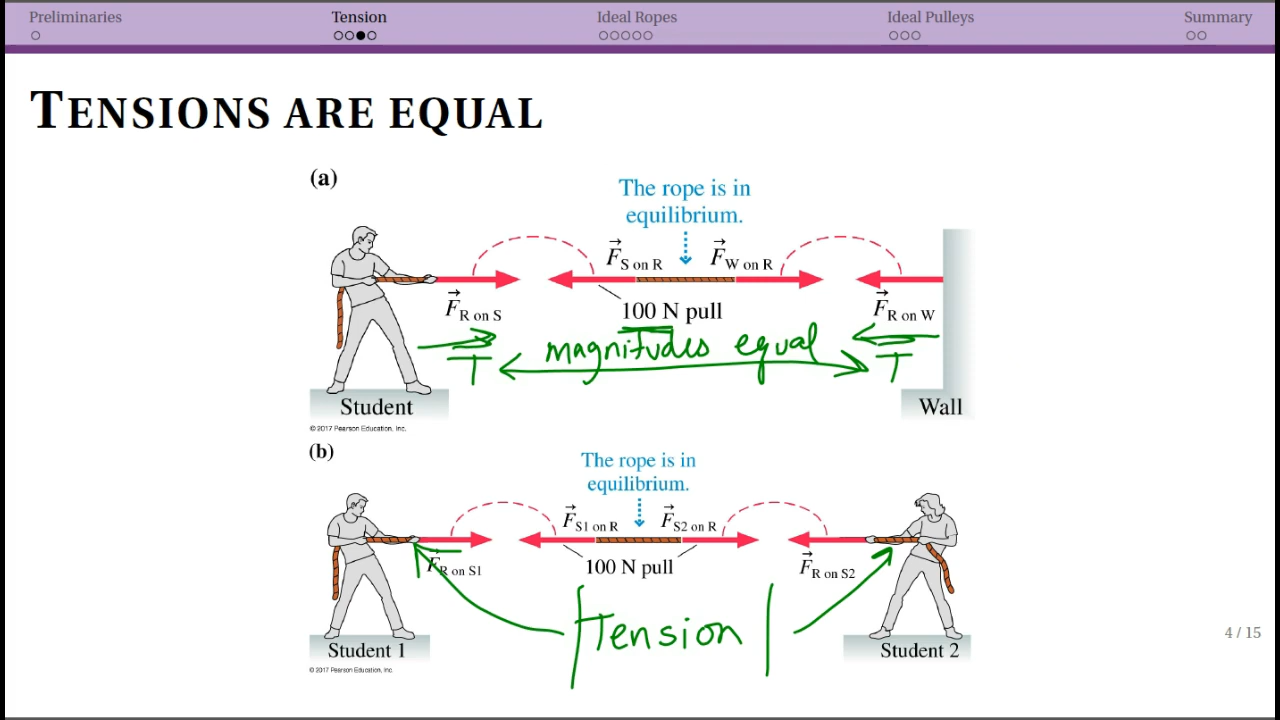 Preliminaries Tension Ideal Ropes Ideal Pulleys Summary
TENSIONS ARE EQUAL
(a)
The rope is in
equilibrium.
F S on R F W on R
F R on S 100 N pull F R on W
magnitudes equal
T T
Student Wall
© 2017 Pearson Education, Inc.
(b)
The rope is in
equilibrium.
F S1 on R F S2 on R
F R on S1 100 N pull F R on S2
|Tension|
4 / 15
Student 1 Student 2
© 2017 Pearson Education, Inc.